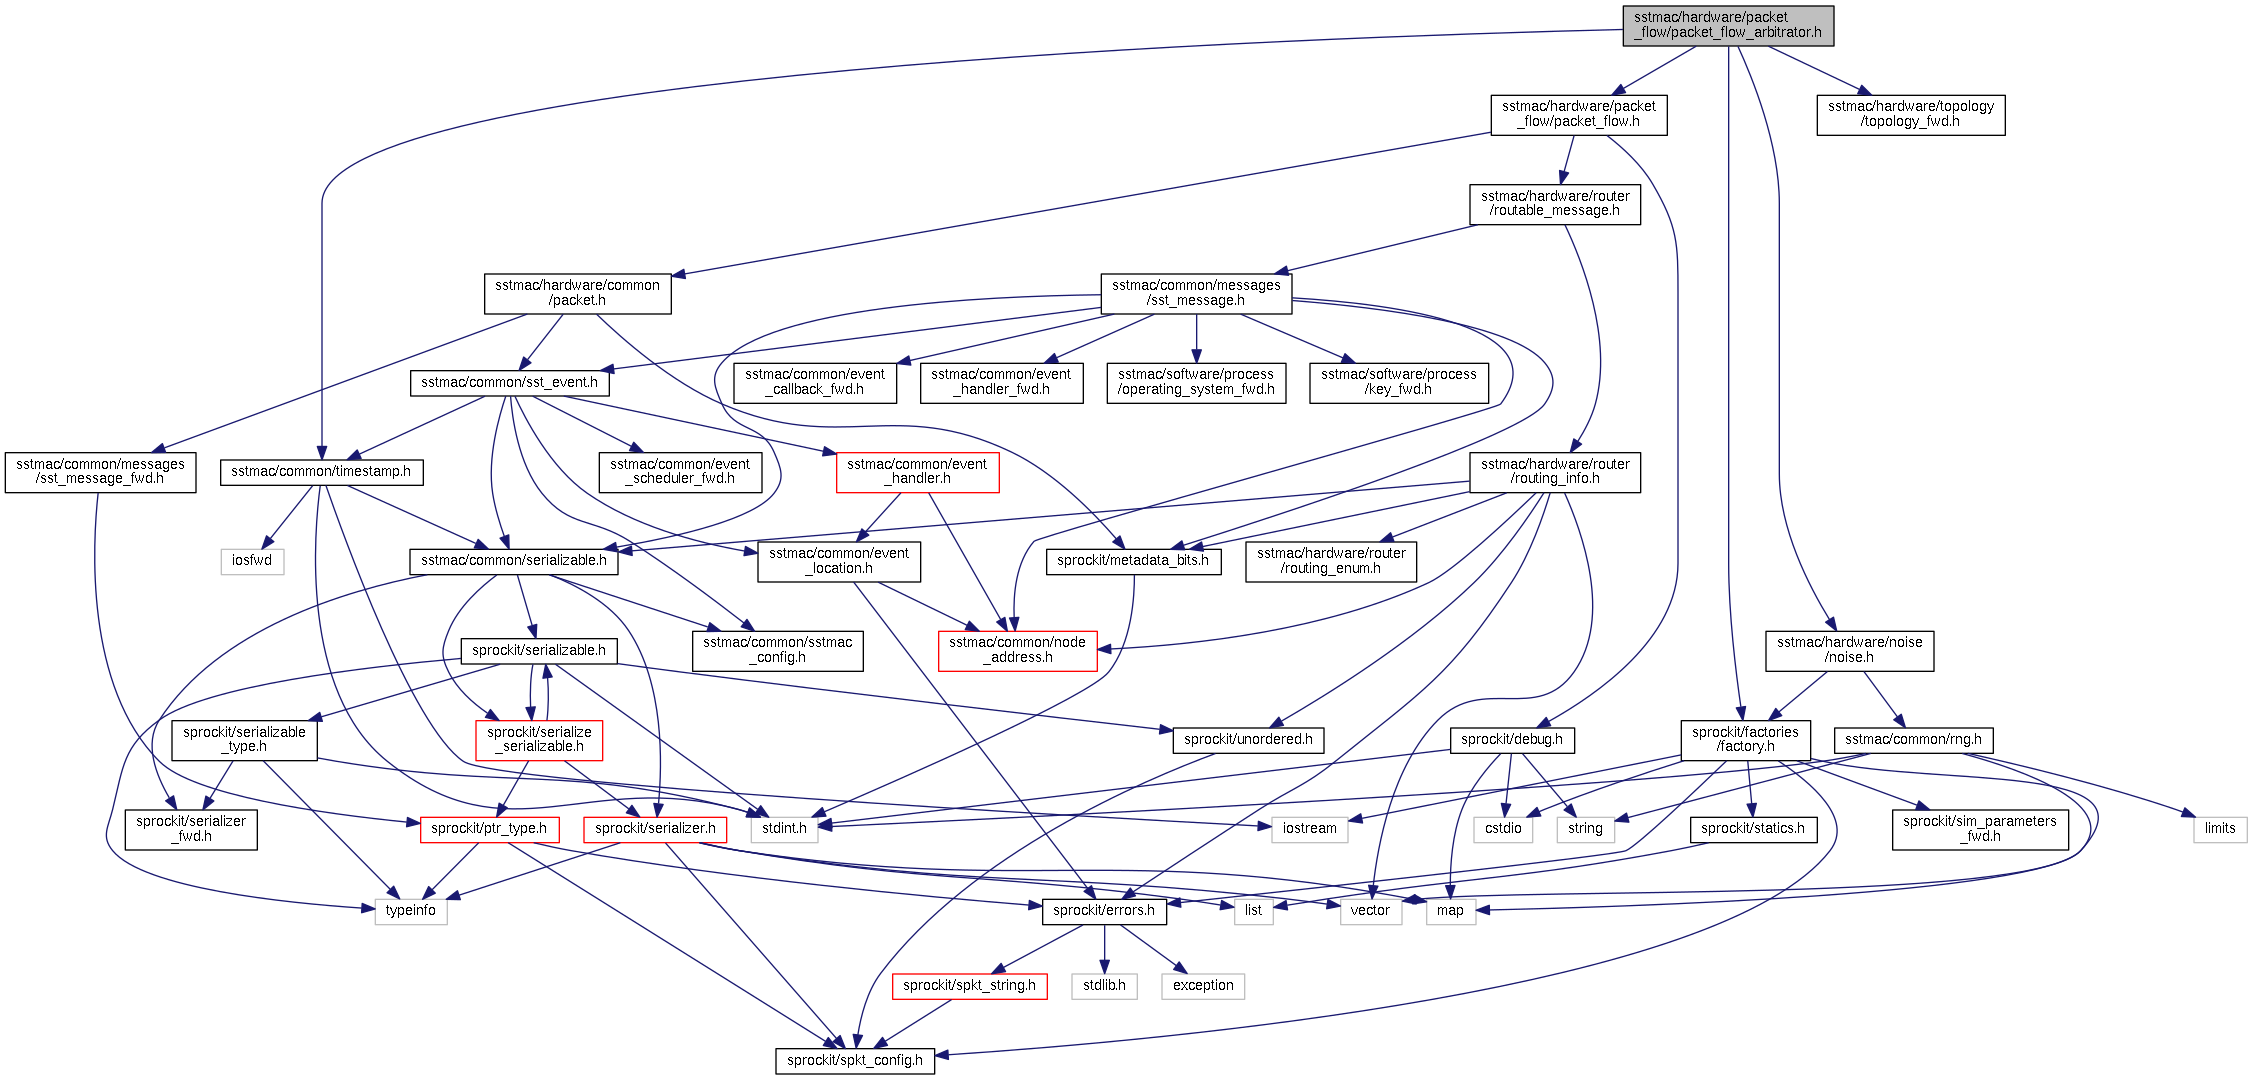 sstmac/hardware/packet
_flow/packet_flow_arbitrator.h
sstmac/hardware/packet
_flow/packet_flow.h
sstmac/hardware/topology
/topology_fwd.h
sstmac/hardware/router
/routable_message.h
sstmac/hardware/common
/packet.h
sstmac/common/messages
/sst_message.h
sstmac/common/sst_event.h
sstmac/common/event
_callback_fwd.h
sstmac/common/event
_handler_fwd.h
sstmac/software/process
/operating_system_fwd.h
sstmac/software/process
/key_fwd.h
sstmac/common/messages
/sst_message_fwd.h
sstmac/common/timestamp.h
sstmac/common/event
_scheduler_fwd.h
sstmac/common/event
_handler.h
sstmac/hardware/router
/routing_info.h
iosfwd
sstmac/common/serializable.h
sstmac/common/event
_location.h
sprockit/metadata_bits.h
sstmac/hardware/router
/routing_enum.h
sprockit/serializable.h
sstmac/common/sstmac
_config.h
sstmac/common/node
_address.h
sstmac/hardware/noise
/noise.h
sprockit/serializable
_type.h
sprockit/serialize
_serializable.h
sprockit/unordered.h
sprockit/debug.h
sprockit/factories
/factory.h
sstmac/common/rng.h
sprockit/serializer
_fwd.h
sprockit/ptr_type.h
sprockit/serializer.h
stdint.h
iostream
cstdio
string
sprockit/statics.h
sprockit/sim_parameters
_fwd.h
limits
typeinfo
sprockit/errors.h
list
vector
map
sprockit/spkt_string.h
stdlib.h
exception
sprockit/spkt_config.h